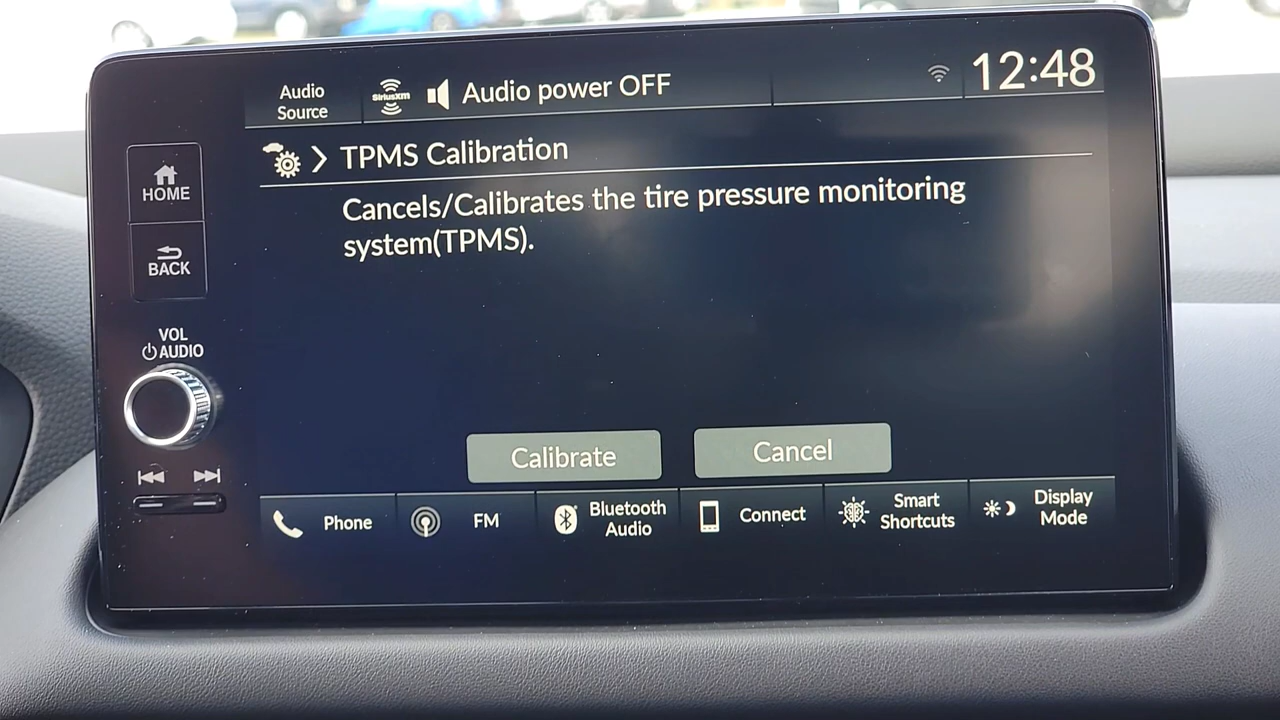 Audio
Source
SiriusXM
Audio power OFF
12:48
TPMS Calibration
HOME
Cancels/Calibrates the tire pressure monitoring
system(TPMS).
BACK
VOL
AUDIO
Calibrate
Cancel
Phone
FM
Bluetooth
Audio
Connect
Smart
Shortcuts
Display
Mode